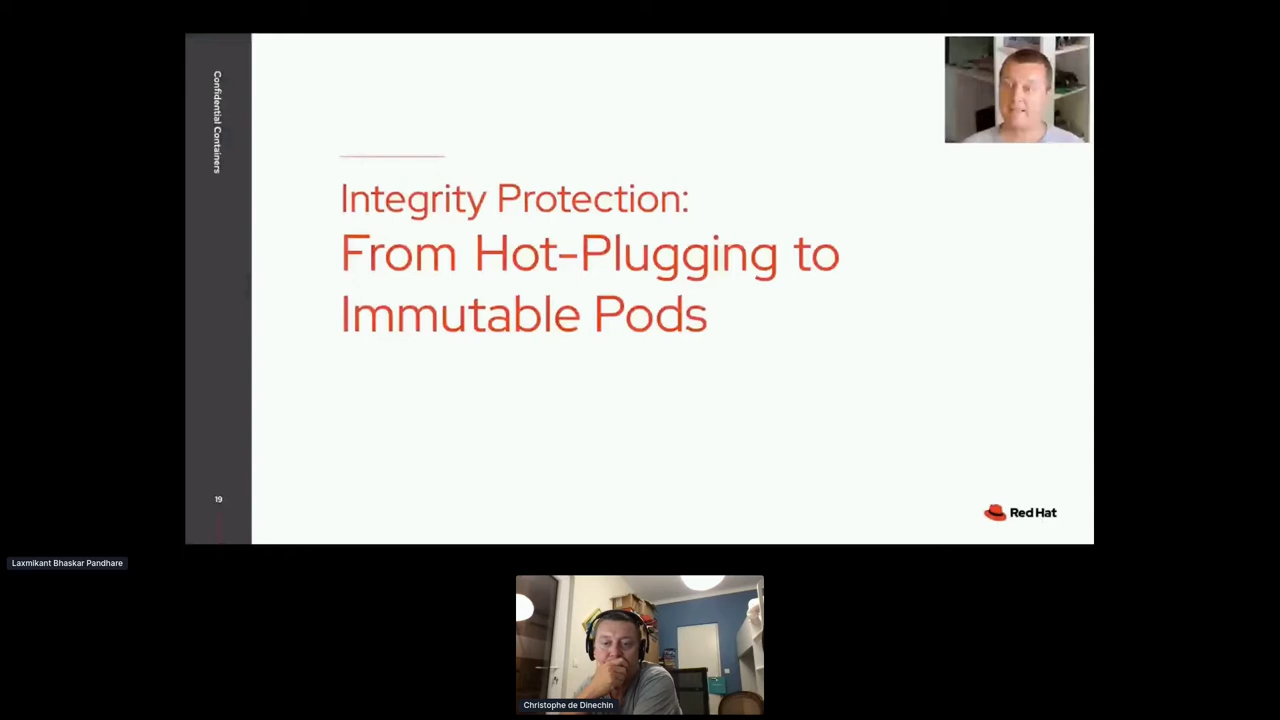 Confidential Containers
Integrity Protection:
From Hot-Plugging to
Immutable Pods
19
Red Hat
Laxmikant Bhaskar Pandhare
Christophe de Dinechin